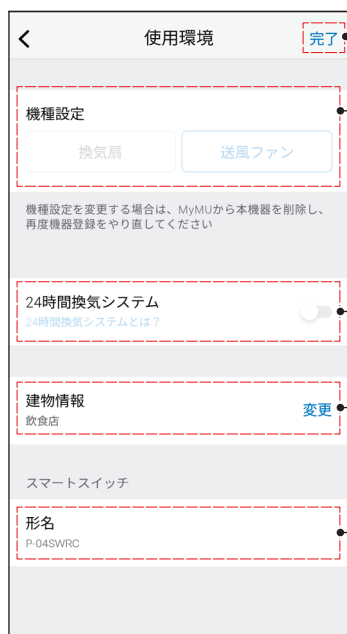 使用環境 完了
機種設定
換気扇 送風ファン
機種設定を変更する場合は、MyMUから本機器を削除し、
再度機器登録をやり直してください
24時間換気システム
24時間換気システムとは？
建物情報
飲食店
変更
スマートスイッチ
形名
P-04SWRC